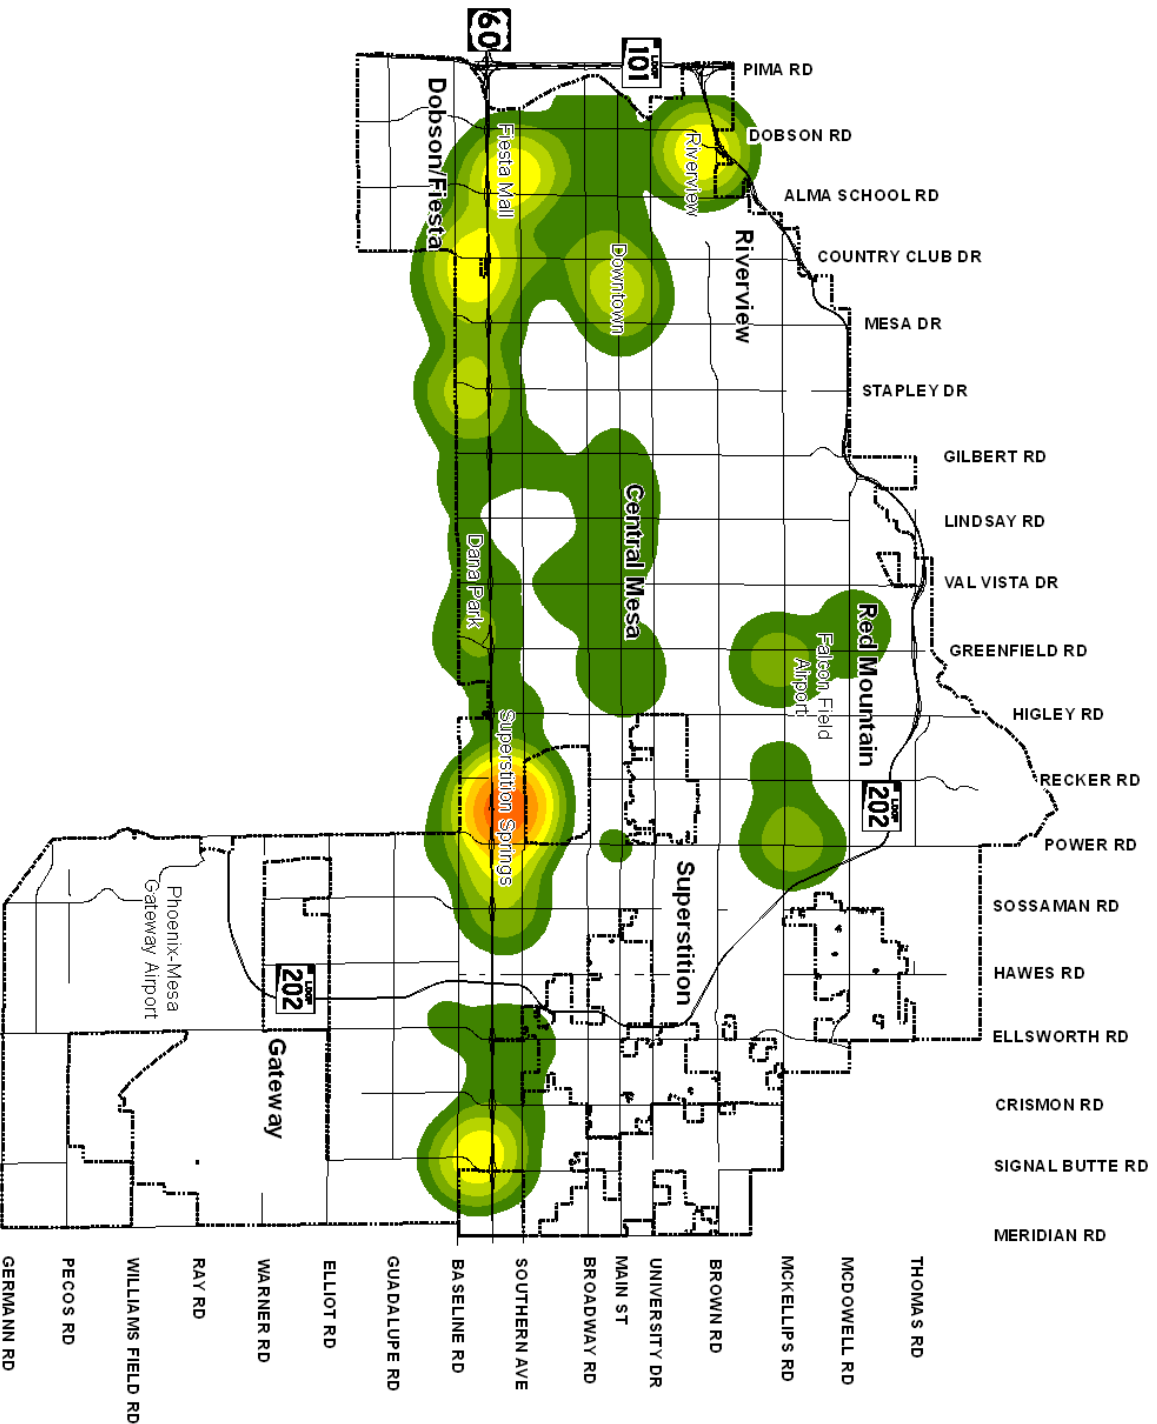 60
LOOP
101
PIMA RD
DOBSON RD
ALMA SCHOOL RD
COUNTRY CLUB DR
MESA DR
STAPLEY DR
GILBERT RD
LINDSAY RD
VAL VISTA DR
GREENFIELD RD
HIGLEY RD
RECKER RD
POWER RD
SOSSAMAN RD
HAWES RD
ELLSWORTH RD
CRISMON RD
SIGNAL BUTTE RD
MERIDIAN RD
Dobson/Fiesta
Fiesta Mall
Riverview
Riverview
Downtown
Central Mesa
Dana Park
Red Mountain
Falcon Field
Airport
LOOP
202
Superstition Springs
Superstition
Phoenix-Mesa
Gateway Airport
LOOP
202
Gateway
GERMANN RD
PECOS RD
WILLIAMS FIELD RD
RAY RD
WARNER RD
ELLIOT RD
GUADALUPE RD
BASELINE RD
SOUTHERN AVE
BROADWAY RD
MAIN ST
UNIVERSITY DR
BROWN RD
MCKELLIPS RD
MCDOWELL RD
THOMAS RD